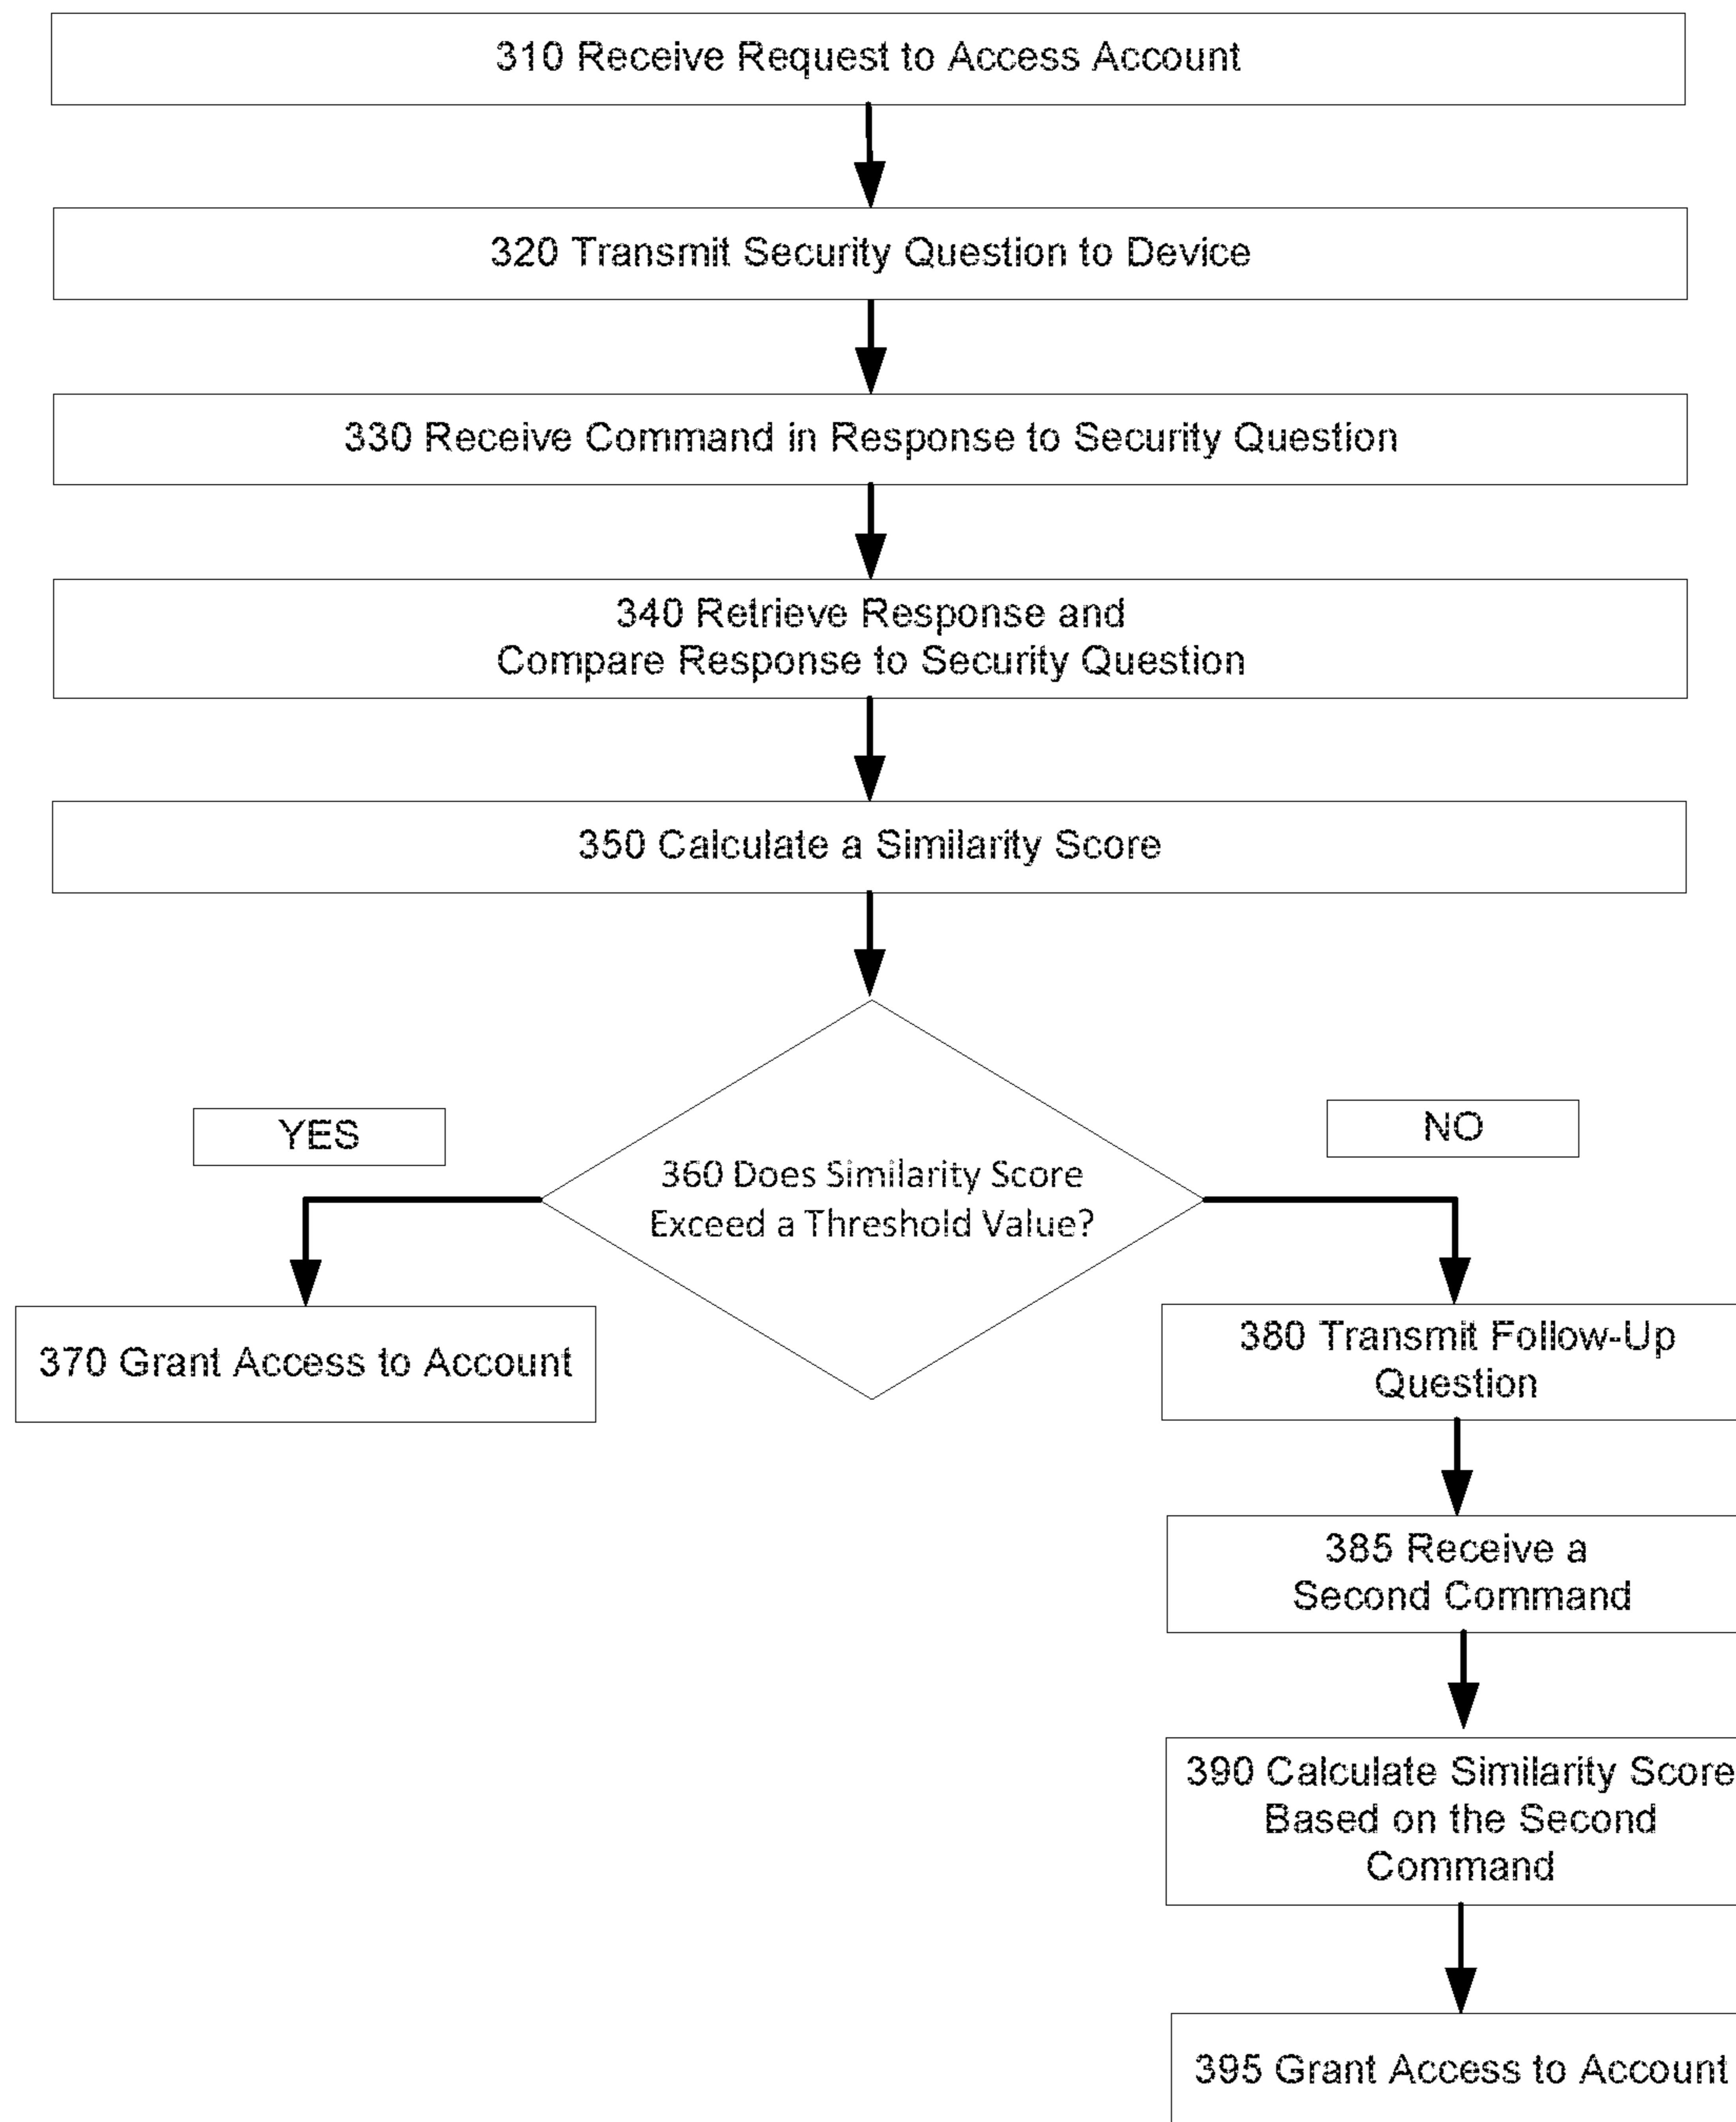 310 Receive Request to Access Account
320 Transmit Security Question to Device
330 Receive Command in Response to Security Question
340 Retrieve Response and
Compare Response to Security Question
350 Calculate a Similarity Score
YES
NO
360 Does Similarity Score
Exceed a Threshold Value?
370 Grant Access to Account
380 Transmit Follow-Up
Question
385 Receive a
Second Command
390 Calculate Similarity Score
Based on the Second
Command
395 Grant Access to Account